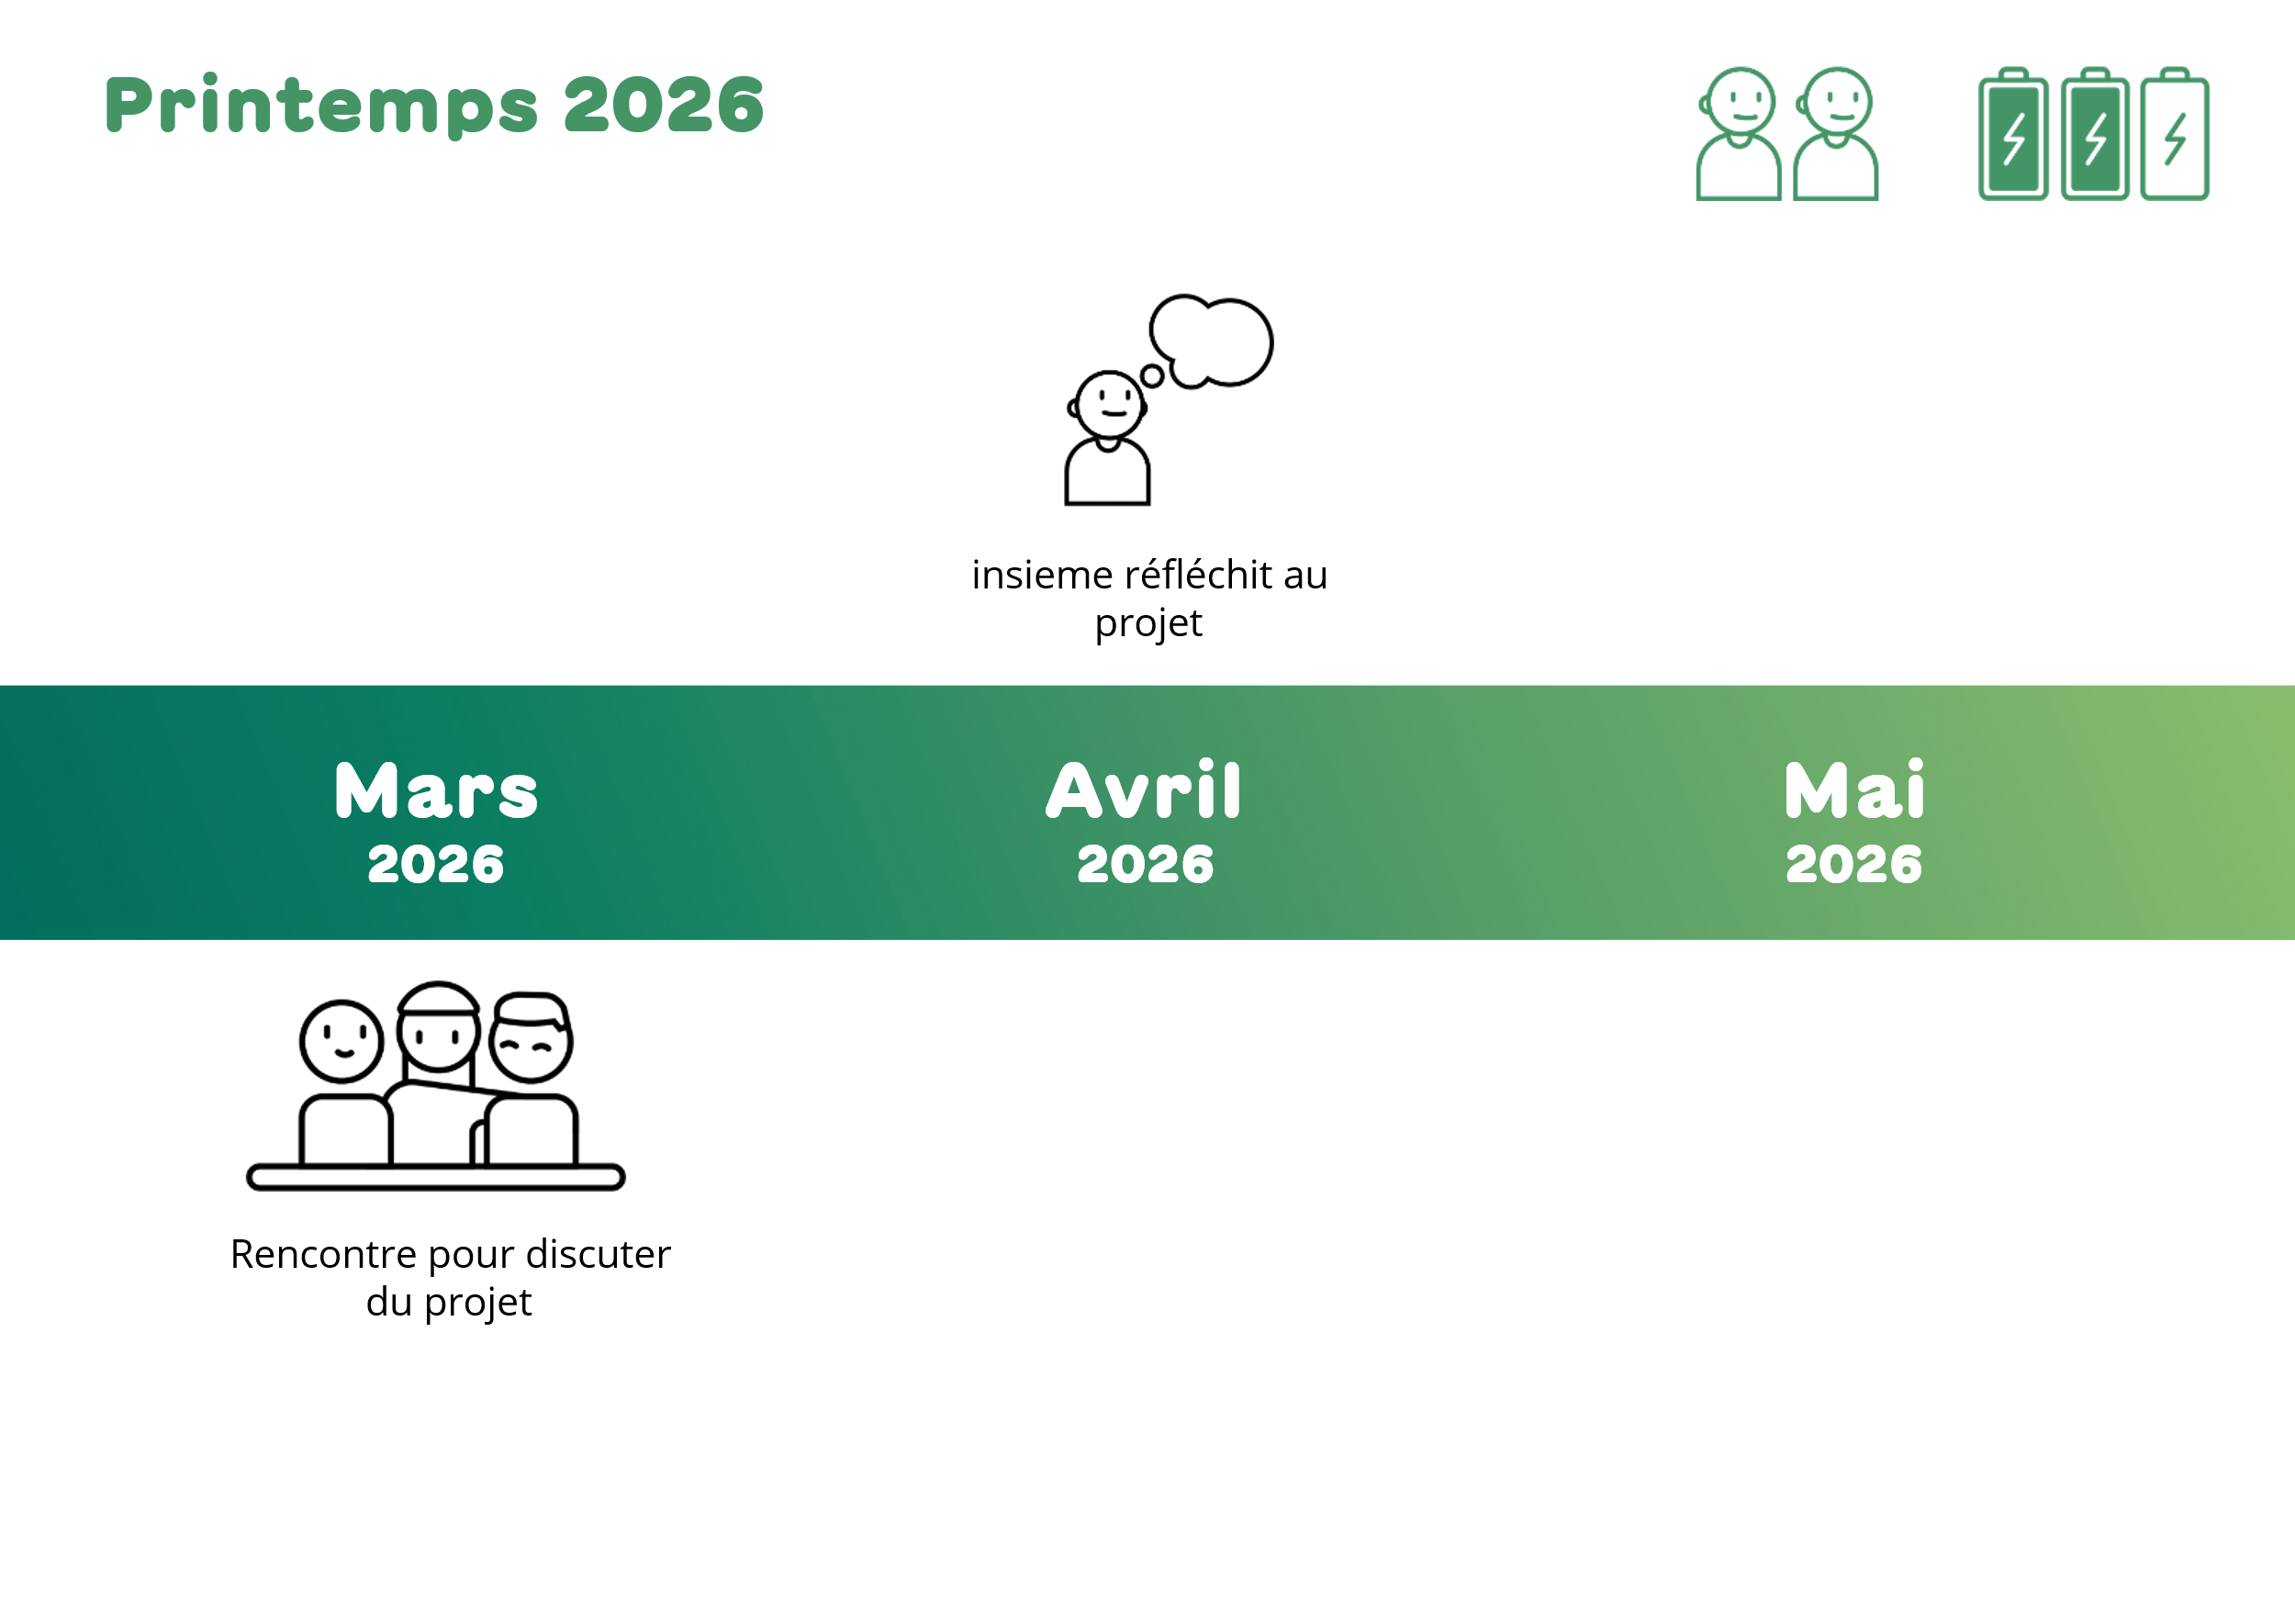 Printemps 2026
insieme réfléchit au
projet
Mars
2026
Avril
2026
Mai
2026
Rencontre pour discuter
du projet